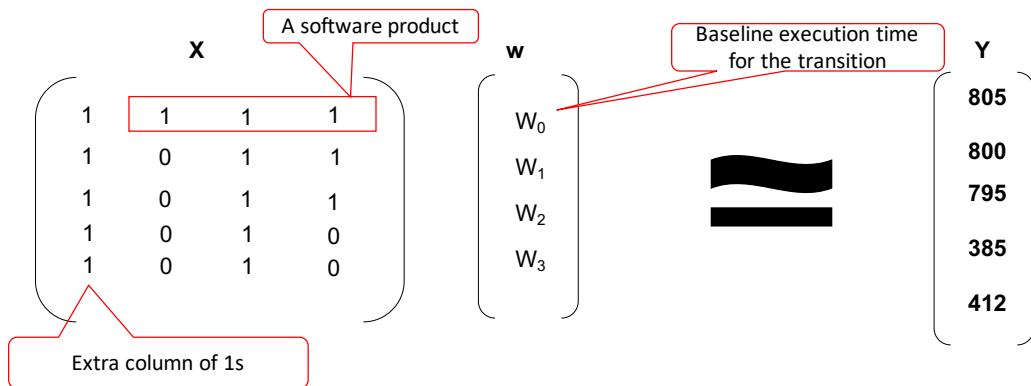 A software product
Baseline execution time
for the transition
X
w
Y
1 1 1 1
1 0 1 1
1 0 1 1
1 0 1 0
1 0 1 0
W₀
W₁
W₂
W₃
805
800
795
385
412
Extra column of 1s